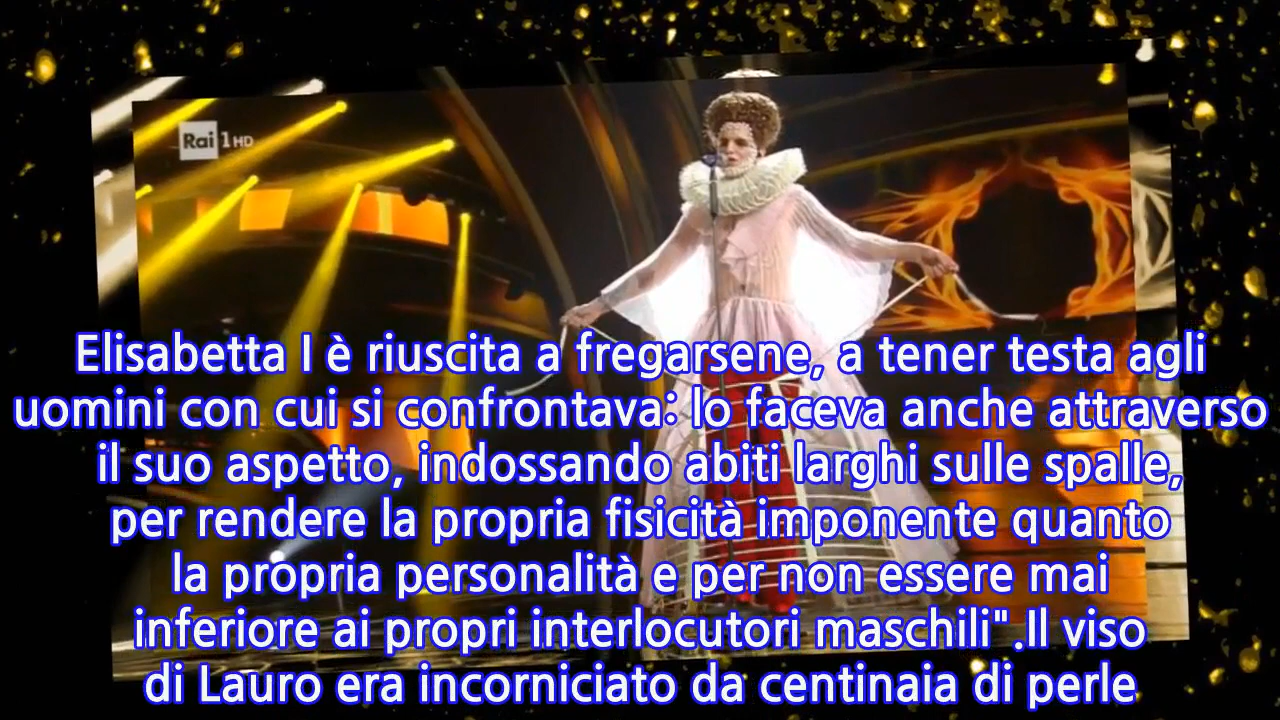 Rai 1 HD
Elisabetta I è riuscita a fregarsene, a tener testa agli
uomini con cui si confrontava: lo faceva anche attraverso
il suo aspetto, indossando abiti larghi sulle spalle,
per rendere la propria fisicità imponente quanto
la propria personalità e per non essere mai
inferiore ai propri interlocutori maschili".Il viso
di Lauro era incorniciato da centinaia di perle